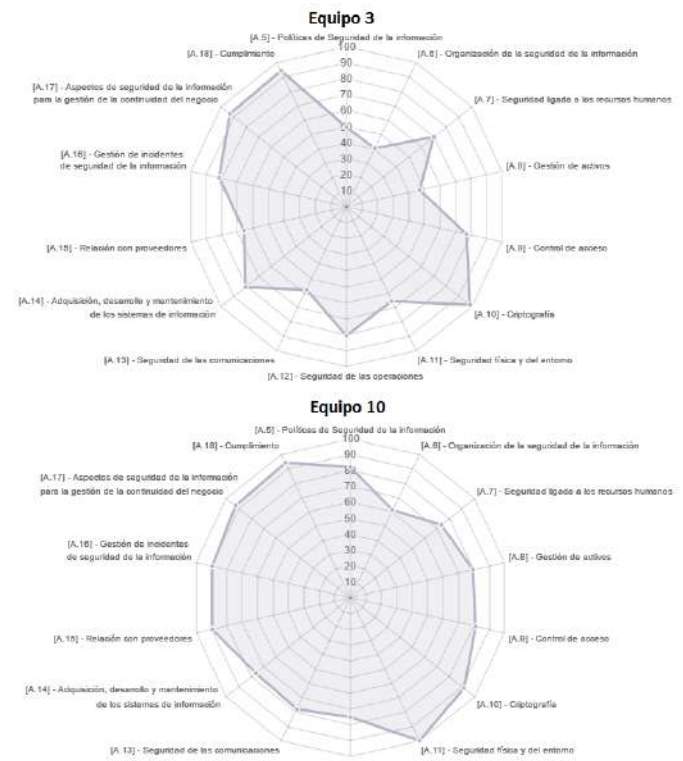 Equipo 3
[A.5] - Políticas de Seguridad de la información
[A.18] - Cumplimiento
[A.6] - Organización de la seguridad de la información
[A.17] - Aspectos de seguridad de la información
para la gestión de la continuidad del negocio
[A.7] - Seguridad ligada a los recursos humanos
[A.16] - Gestión de incidentes
de seguridad de la información
[A.8] - Gestión de activos
[A.15] - Relación con proveedores
[A.9] - Control de acceso
[A.14] - Adquisición, desarrollo y mantenimiento
de los sistemas de información
[A.10] - Criptografía
[A.13] - Seguridad de las comunicaciones
[A.11] - Seguridad física y del entorno
[A.12] - Seguridad de las operaciones
100
90
80
70
60
50
40
30
20
10
Equipo 10
[A.5] - Políticas de Seguridad de la información
[A.18] - Cumplimiento
[A.6] - Organización de la seguridad de la información
[A.17] - Aspectos de seguridad de la información
para la gestión de la continuidad del negocio
[A.7] - Seguridad ligada a los recursos humanos
[A.16] - Gestión de incidentes
de seguridad de la información
[A.8] - Gestión de activos
[A.15] - Relación con proveedores
[A.9] - Control de acceso
[A.14] - Adquisición, desarrollo y mantenimiento
de los sistemas de información
[A.10] - Criptografía
[A.13] - Seguridad de las comunicaciones
[A.11] - Seguridad física y del entorno
100
90
80
70
60
50
40
30
20
10